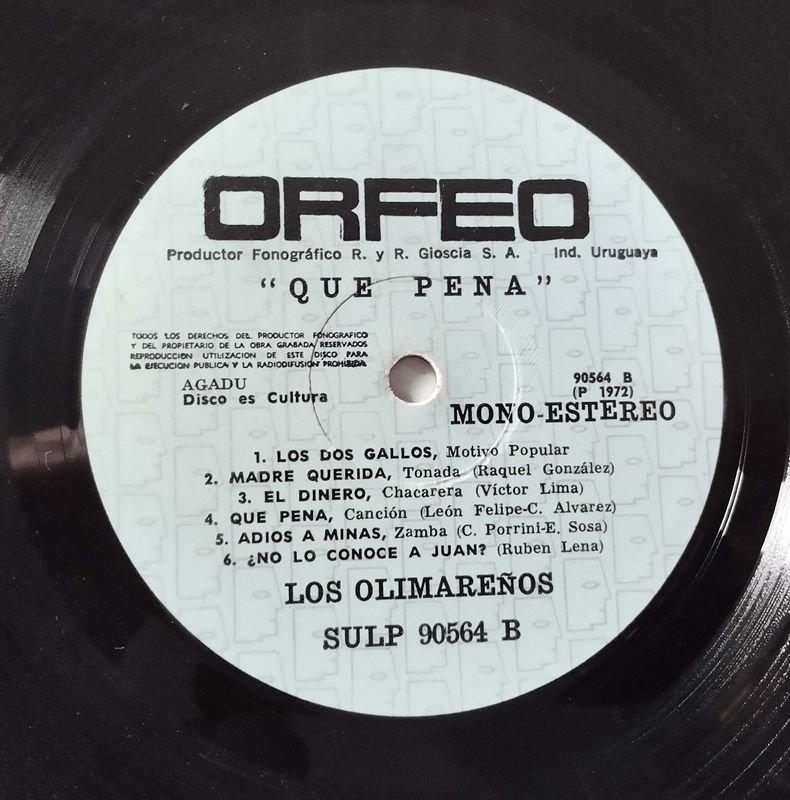 ORFEO
Productor Fonográfico R. y R. Gioscia S. A. Ind. Uruguaya
“QUE PENA”
TODOS LOS DERECHOS DEL PRODUCTOR FONOGRAFICO
Y DEL PROPIETARIO DE LA OBRA GRABADA RESERVADOS
REPRODUCCION UTILIZACION DE ESTE DISCO PARA
LA EJECUCION PUBLICA Y LA RADIODIFUSION PROHIBIDA.
AGADU
Disco es Cultura
90564 B
(P 1972)
MONO-ESTEREO
1. LOS DOS GALLOS, Motivo Popular
2. MADRE QUERIDA, Tonada (Raquel González)
3. EL DINERO, Chacarera (Víctor Lima)
4. QUE PENA, Canción (León Felipe-C. Alvarez)
5. ADIOS A MINAS, Zamba (C. Porrini-E. Sosa)
6. ¿NO LO CONOCE A JUAN? (Ruben Lena)
LOS OLIMAREÑOS
SULP 90564 B